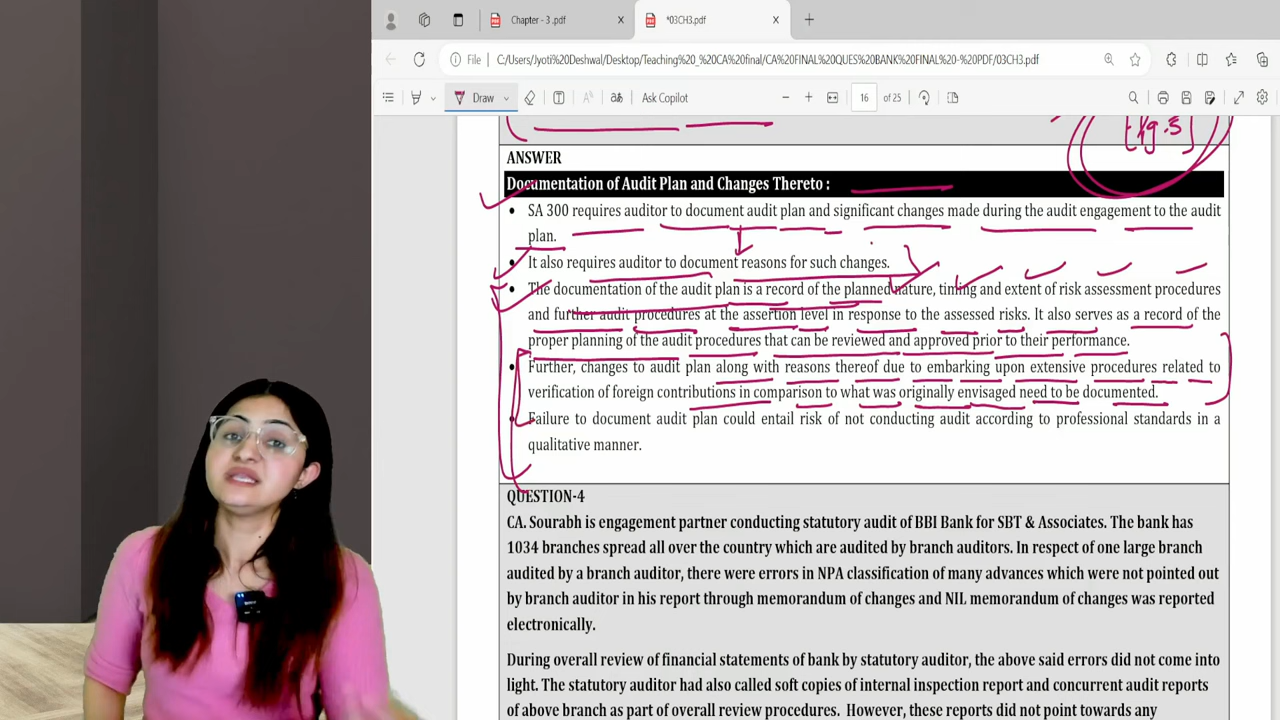 Chapter - 3 .pdf
*03CH3.pdf
File C:/Users/Jyoti%20Deshwal/Desktop/Teaching%20_%20CA%20final/CA%20FINAL%20QUES%20BANK%20FINAL%20-%20PDF/03CH3.pdf
Draw
Ask Copilot
16 of 25
[Pg.5]
ANSWER
Documentation of Audit Plan and Changes Thereto :
• SA 300 requires auditor to document audit plan and significant changes made during the audit engagement to the audit
plan.
• It also requires auditor to document reasons for such changes.
• The documentation of the audit plan is a record of the planned nature, timing and extent of risk assessment procedures
and further audit procedures at the assertion level in response to the assessed risks. It also serves as a record of the
proper planning of the audit procedures that can be reviewed and approved prior to their performance.
• Further, changes to audit plan along with reasons thereof due to embarking upon extensive procedures related to
verification of foreign contributions in comparison to what was originally envisaged need to be documented.
• Failure to document audit plan could entail risk of not conducting audit according to professional standards in a
qualitative manner.
QUESTION-4
CA. Sourabh is engagement partner conducting statutory audit of BBI Bank for SBT & Associates. The bank has
1034 branches spread all over the country which are audited by branch auditors. In respect of one large branch
audited by a branch auditor, there were errors in NPA classification of many advances which were not pointed out
by branch auditor in his report through memorandum of changes and NIL memorandum of changes was reported
electronically.
During overall review of financial statements of bank by statutory auditor, the above said errors did not come into
light. The statutory auditor had also called soft copies of internal inspection report and concurrent audit reports
of above branch as part of overall review procedures. However, these reports did not point towards any